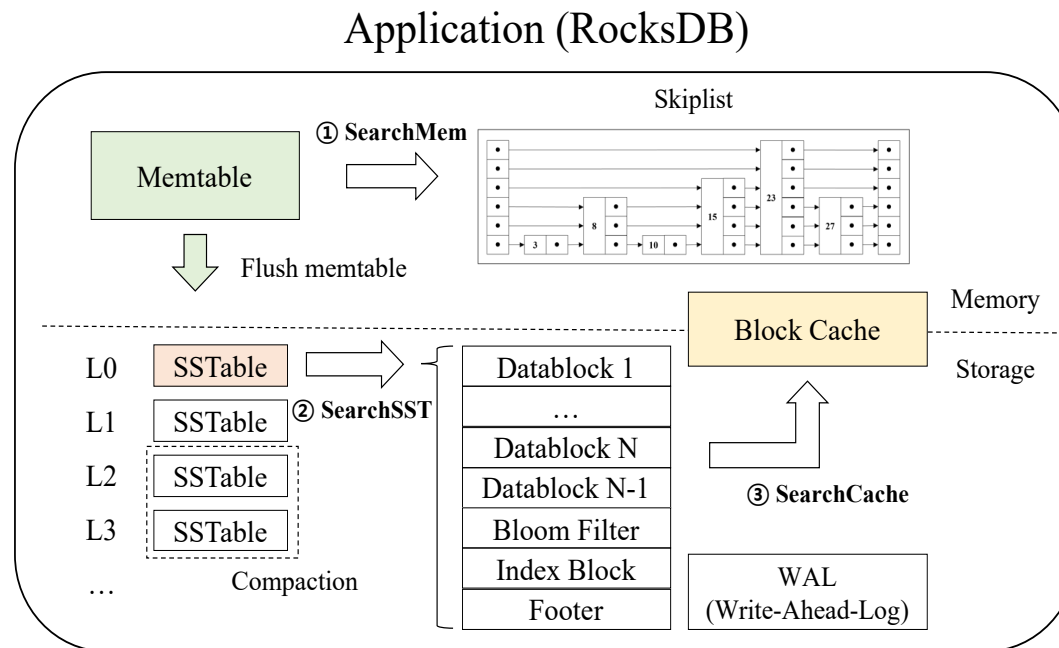 Application (RocksDB)
Skiplist
① SearchMem
Memtable
3
8
10
15
23
27
Flush memtable
Memory
Block Cache
Storage
L0
SSTable
② SearchSST
L1
SSTable
L2
SSTable
L3
SSTable
…
Compaction
Datablock 1
…
Datablock N
Datablock N-1
Bloom Filter
Index Block
Footer
③ SearchCache
WAL
(Write-Ahead-Log)